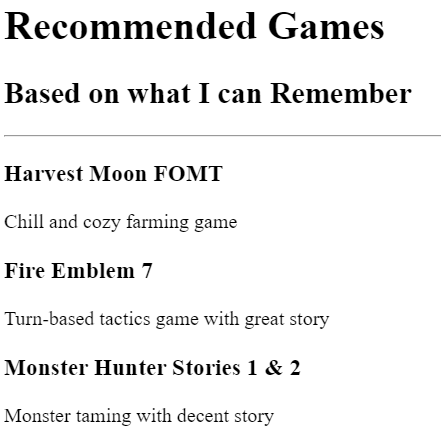 Recommended Games
Based on what I can Remember
Harvest Moon FOMT
Chill and cozy farming game
Fire Emblem 7
Turn-based tactics game with great story
Monster Hunter Stories 1 & 2
Monster taming with decent story